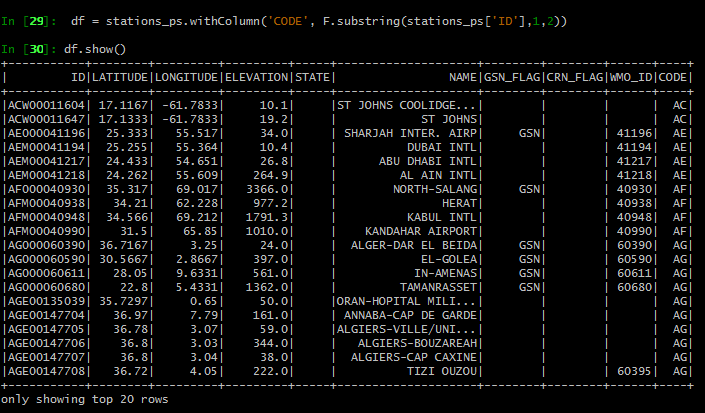 In [29]:  df = stations_ps.withColumn('CODE', F.substring(stations_ps['ID'],1,2))
In [30]: df.show()
+-----------+--------+---------+---------+-----+--------------------+--------+--------+------+----+
|         ID|LATITUDE|LONGITUDE|ELEVATION|STATE|                NAME|GSN_FLAG|CRN_FLAG|WMO_ID|CODE|
+-----------+--------+---------+---------+-----+--------------------+--------+--------+------+----+
|ACW00011604| 17.1167| -61.7833|     10.1|     |ST JOHNS COOLIDGE...|        |        |      |  AC|
|ACW00011647| 17.1333| -61.7833|     19.2|     |            ST JOHNS|        |        |      |  AC|
|AE000041196|  25.333|   55.517|     34.0|     | SHARJAH INTER. AIRP|     GSN|        | 41196|  AE|
|AEM00041194|  25.255|   55.364|     10.4|     |          DUBAI INTL|        |        | 41194|  AE|
|AEM00041217|  24.433|   54.651|     26.8|     |      ABU DHABI INTL|        |        | 41217|  AE|
|AEM00041218|  24.262|   55.609|    264.9|     |         AL AIN INTL|        |        | 41218|  AE|
|AF000040930|  35.317|   69.017|   3366.0|     |        NORTH-SALANG|     GSN|        | 40930|  AF|
|AFM00040938|   34.21|   62.228|    977.2|     |               HERAT|        |        | 40938|  AF|
|AFM00040948|  34.566|   69.212|   1791.3|     |          KABUL INTL|        |        | 40948|  AF|
|AFM00040990|    31.5|    65.85|   1010.0|     |    KANDAHAR AIRPORT|        |        | 40990|  AF|
|AG000060390| 36.7167|     3.25|     24.0|     |  ALGER-DAR EL BEIDA|     GSN|        | 60390|  AG|
|AG000060590| 30.5667|   2.8667|    397.0|     |            EL-GOLEA|     GSN|        | 60590|  AG|
|AG000060611|   28.05|   9.6331|    561.0|     |           IN-AMENAS|     GSN|        | 60611|  AG|
|AG000060680|    22.8|   5.4331|   1362.0|     |         TAMANRASSET|     GSN|        | 60680|  AG|
|AGE00135039| 35.7297|     0.65|     50.0|     |ORAN-HOPITAL MILI...|        |        |      |  AG|
|AGE00147704|   36.97|     7.79|    161.0|     | ANNABA-CAP DE GARDE|        |        |      |  AG|
|AGE00147705|   36.78|     3.07|     59.0|     |ALGIERS-VILLE/UNI...|        |        |      |  AG|
|AGE00147706|    36.8|     3.03|    344.0|     |   ALGIERS-BOUZAREAH|        |        |      |  AG|
|AGE00147707|    36.8|     3.04|     38.0|     |  ALGIERS-CAP CAXINE|        |        |      |  AG|
|AGE00147708|   36.72|     4.05|    222.0|     |          TIZI OUZOU|        |        | 60395|  AG|
+-----------+--------+---------+---------+-----+--------------------+--------+--------+------+----+
only showing top 20 rows